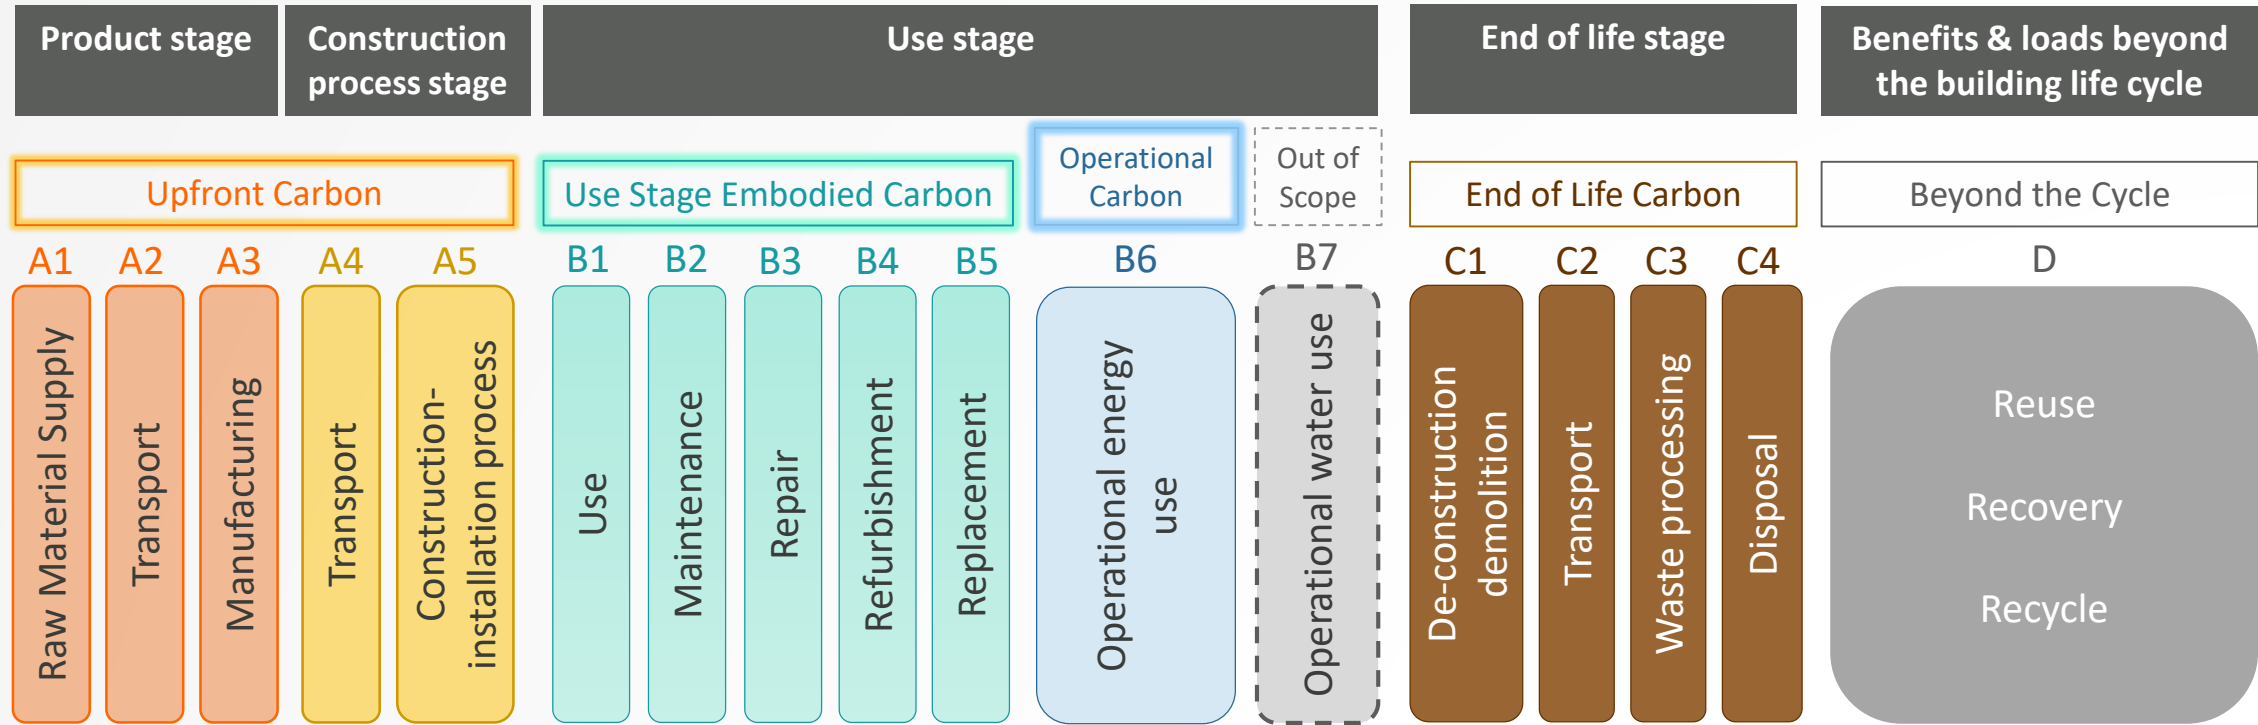 Product stage
Construction
process stage
Use stage
End of life stage
Benefits & loads beyond
the building life cycle
Upfront Carbon
Use Stage Embodied Carbon
Operational
Carbon
Out of
Scope
End of Life Carbon
Beyond the Cycle
A1
A2
A3
A4
A5
B1
B2
B3
B4
B5
B6
B7
C1
C2
C3
C4
D
Raw Material Supply
Transport
Manufacturing
Transport
Construction-
installation process
Use
Maintenance
Repair
Refurbishment
Replacement
Operational energy
use
Operational water use
De-construction
demolition
Transport
Waste processing
Disposal
Reuse
Recovery
Recycle